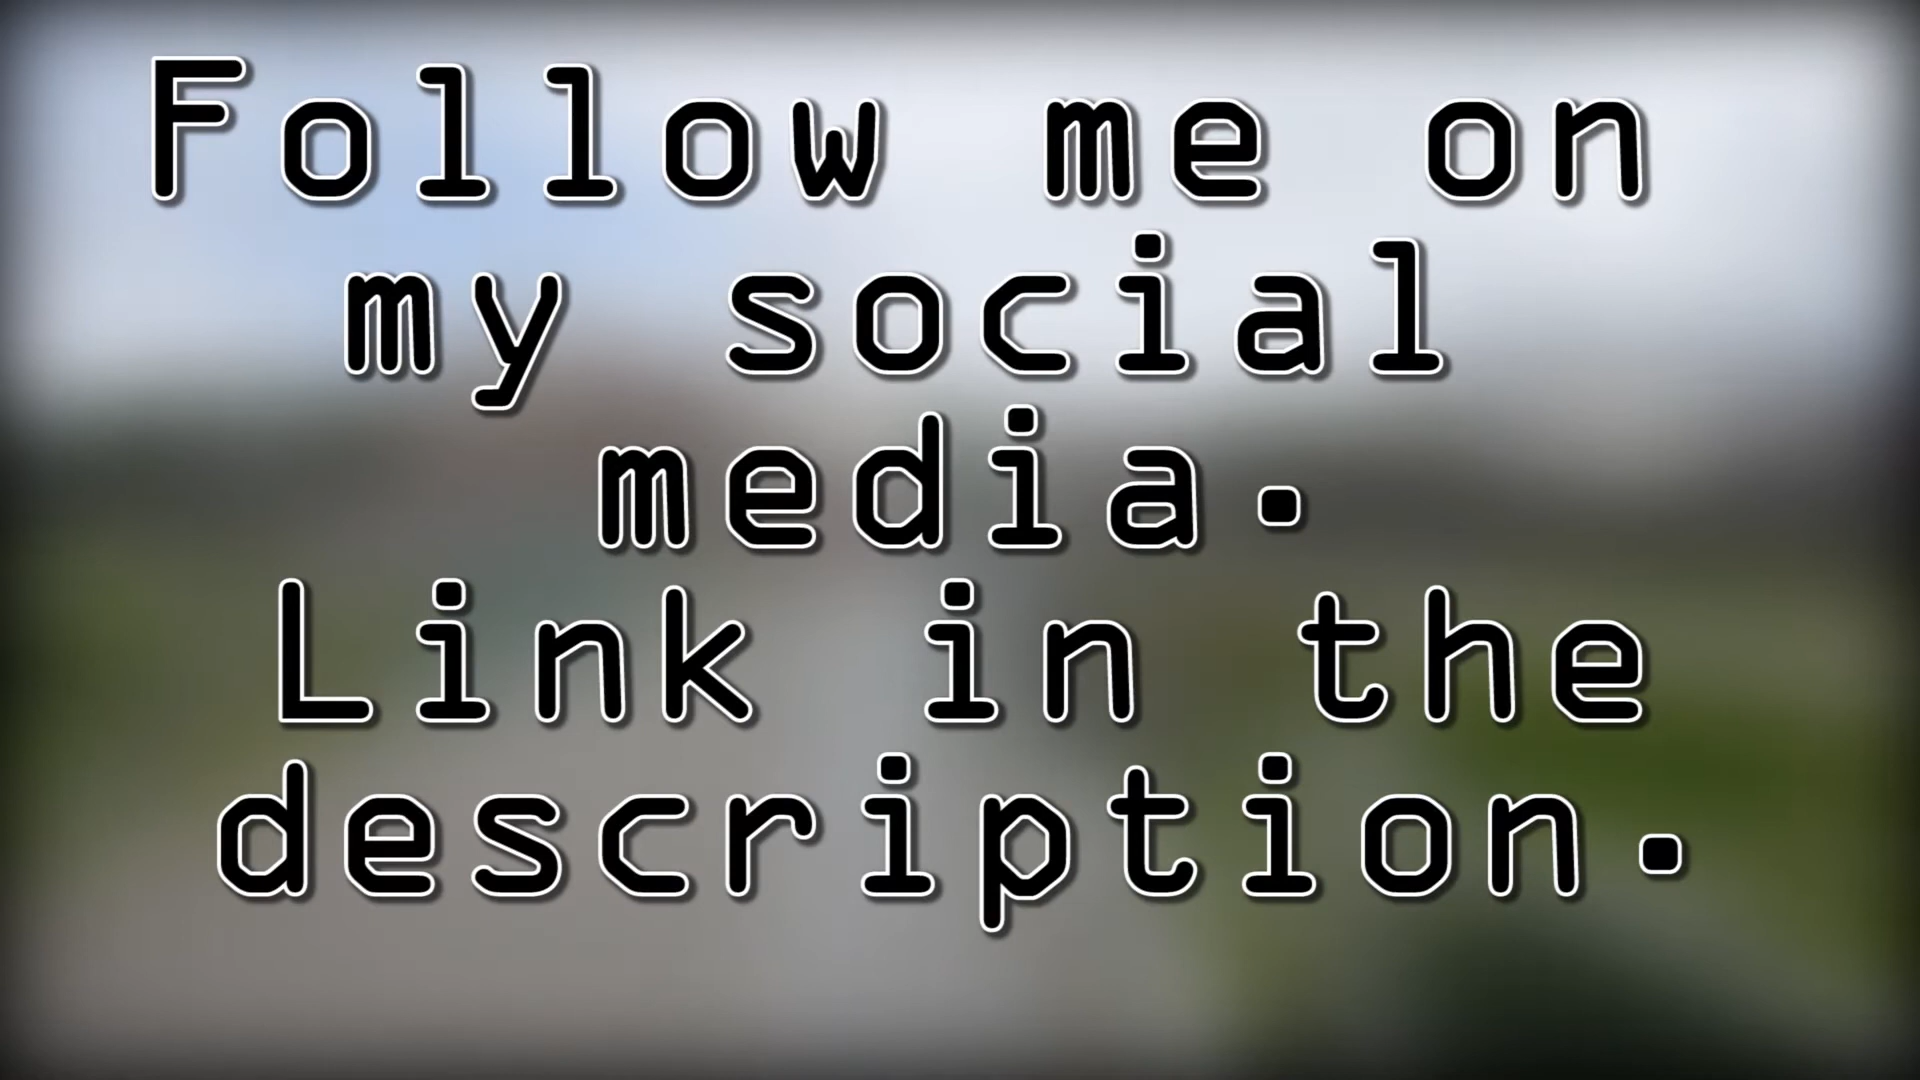 Follow me on
my social
media.
Link in the
description.